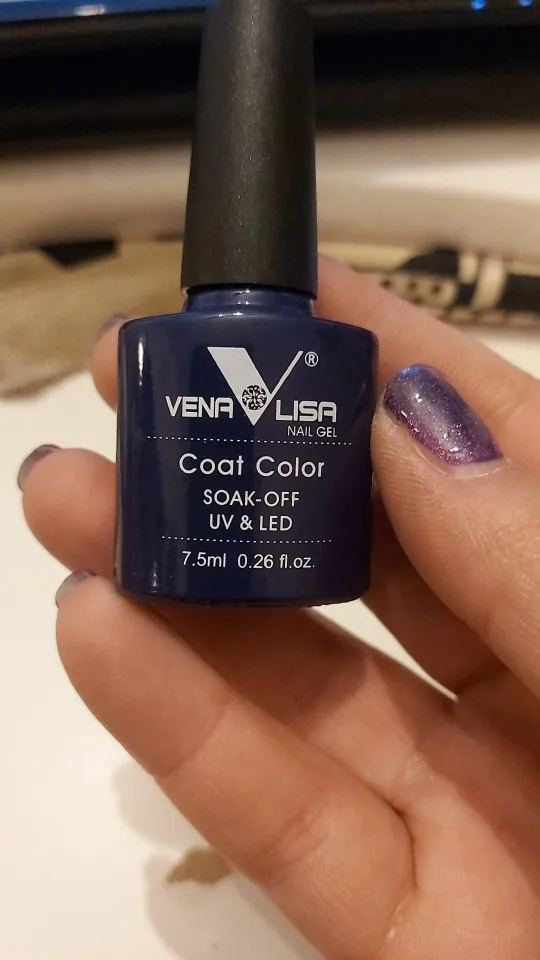 VENA LISA ®
NAIL GEL
Coat Color
SOAK-OFF
UV & LED
7.5ml 0.26 fl.oz.